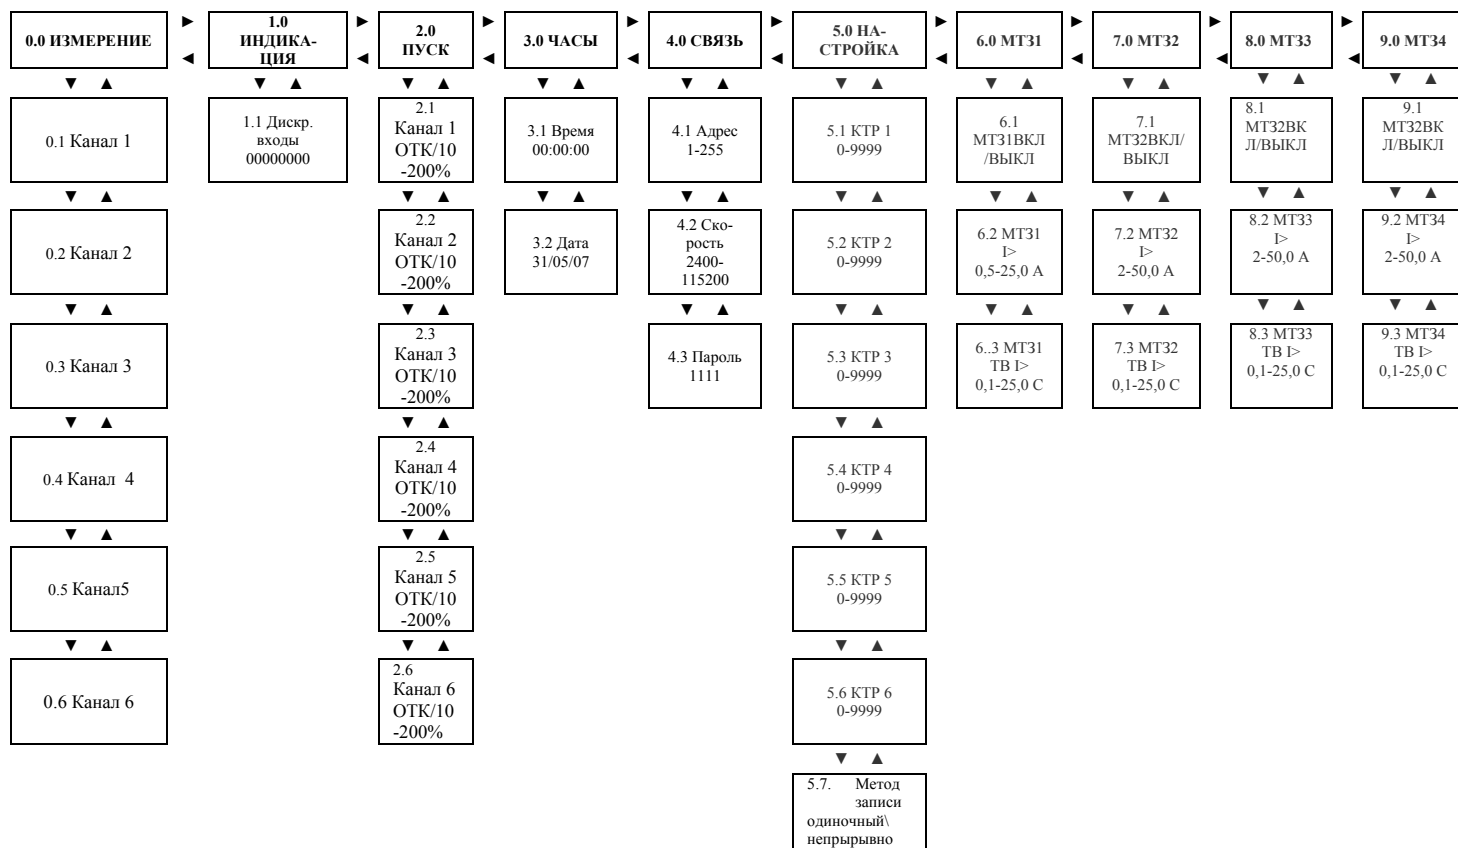 0.0 ИЗМЕРЕНИЕ
1.0
ИНДИКА-
ЦИЯ
2.0
ПУСК
3.0 ЧАСЫ
4.0 СВЯЗЬ
5.0 НА-
СТРОЙКА
6.0 МТЗ1
7.0 МТЗ2
8.0 МТЗ3
9.0 МТЗ4
0.1 Канал 1
1.1 Дискр.
входы
00000000
2.1
Канал 1
ОТК/10
-200%
3.1 Время
00:00:00
4.1 Адрес
1-255
5.1 КТР 1
0-9999
6.1
МТЗ1ВКЛ
/ВЫКЛ
7.1
МТЗ2ВКЛ/
ВЫКЛ
8.1
МТЗ2ВК
Л/ВЫКЛ
9.1
МТЗ2ВК
Л/ВЫКЛ
0.2 Канал 2
2.2
Канал 2
ОТК/10
-200%
3.2 Дата
31/05/07
4.2 Ско-
рость
2400-
115200
5.2 КТР 2
0-9999
6.2 МТЗ1
I>
0,5-25,0 А
7.2 МТЗ2
I>
2-50,0 А
8.2 МТЗ3
I>
2-50,0 А
9.2 МТЗ4
I>
2-50,0 А
0.3 Канал 3
2.3
Канал 3
ОТК/10
-200%
4.3 Пароль
1111
5.3 КТР 3
0-9999
6..3 МТЗ1
ТВ I>
0,1-25,0 С
7.3 МТЗ2
ТВ I>
0,1-25,0 С
8.3 МТЗ3
ТВ I>
0,1-25,0 С
9.3 МТЗ4
ТВ I>
0,1-25,0 С
0.4 Канал 4
2.4
Канал 4
ОТК/10
-200%
5.4 КТР 4
0-9999
0.5 Канал5
2.5
Канал 5
ОТК/10
-200%
5.5 КТР 5
0-9999
0.6 Канал 6
2.6
Канал 6
ОТК/10
-200%
5.6 КТР 6
0-9999
5.7. Метод
записи
одиночный\
непрырывно